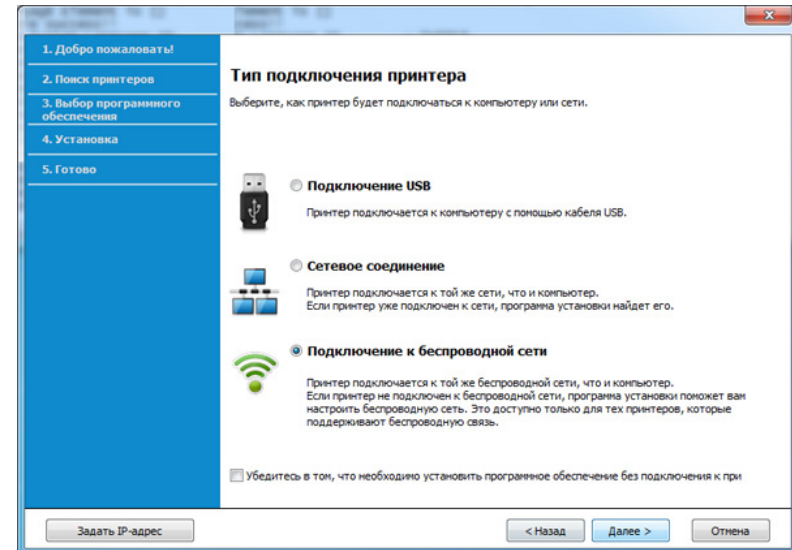 1. Добро пожаловать!
2. Поиск принтеров
3. Выбор программного
обеспечения
4. Установка
5. Готово
Тип подключения принтера
Выберите, как принтер будет подключаться к компьютеру или сети.
Подключение USB
Принтер подключается к компьютеру с помощью кабеля USB.
Сетевое соединение
Принтер подключается к той же сети, что и компьютер.
Если принтер уже подключен к сети, программа установки найдет его.
Подключение к беспроводной сети
Принтер подключается к той же беспроводной сети, что и компьютер.
Если принтер не подключен к беспроводной сети, программа установки поможет вам
настроить беспроводную сеть. Это доступно только для тех принтеров, которые
поддерживают беспроводную связь.
Убедитесь в том, что необходимо установить программное обеспечение без подключения к при
Задать IP-адрес
< Назад
Далее >
Отмена